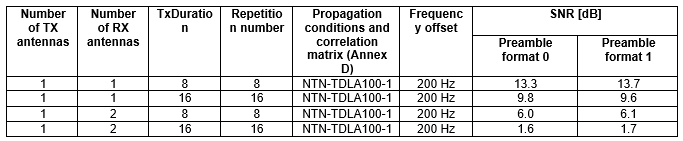 Number of TX antennas Number of RX antennas TxDuratio n Repetitio n number Propagation conditions and correlation matrix (Annex D) Frequenc y offset SNR [dB]
Preamble format 0 Preamble format 1
1 1 8 8 NTN-TDLA100-1 200 Hz 13.3 13.7
1 1 16 16 NTN-TDLA100-1 200 Hz 9.8 9.6
1 2 8 8 NTN-TDLA100-1 200 Hz 6.0 6.1
1 2 16 16 NTN-TDLA100-1 200 Hz 1.6 1.7